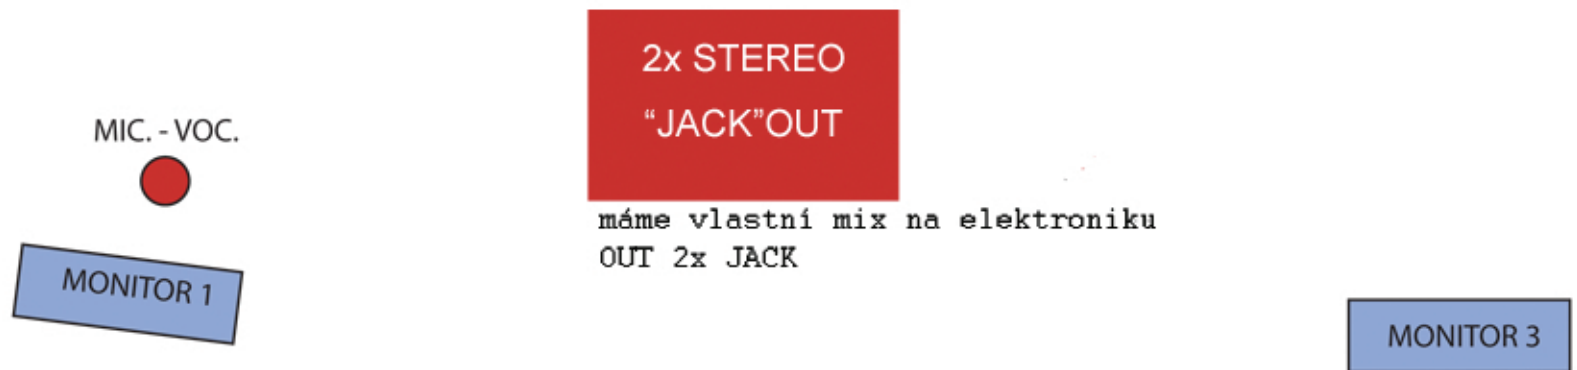 2x STEREO
“JACK”OUT
MIC. - VOC.
máme vlastní mix na elektroniku
OUT 2x JACK
MONITOR 1
MONITOR 3